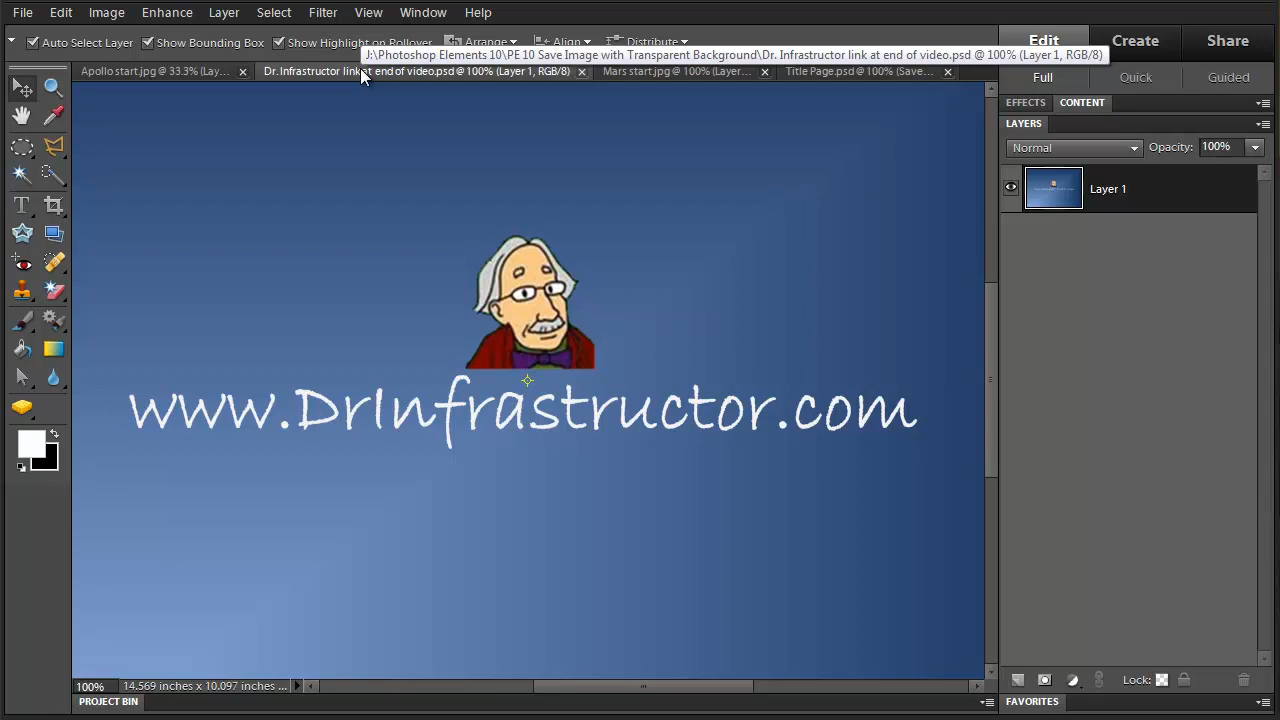 File Edit Image Enhance Layer Select Filter View Window Help
Auto Select Layer Show Bounding Box Show Highlight on Rollover Arrange Align Distribute
Edit Create Share
J:\Photoshop Elements 10\PE 10 Save Image with Transparent Background\Dr. Infrastructor link at end of video.psd @ 100% (Layer 1, RGB/8)
Apollo start.jpg @ 33.3% (Lay... Dr. Infrastructor link at end of video.psd @ 100% (Layer 1, RGB/8) Mars start.jpg @ 100% (Layer... Title Page.psd @ 100% (Save...
Full Quick Guided
EFFECTS CONTENT
LAYERS
Normal Opacity: 100%
Layer 1
www.DrInfrastructor.com
100% 14.569 inches x 10.097 inches ...
Lock:
PROJECT BIN
FAVORITES